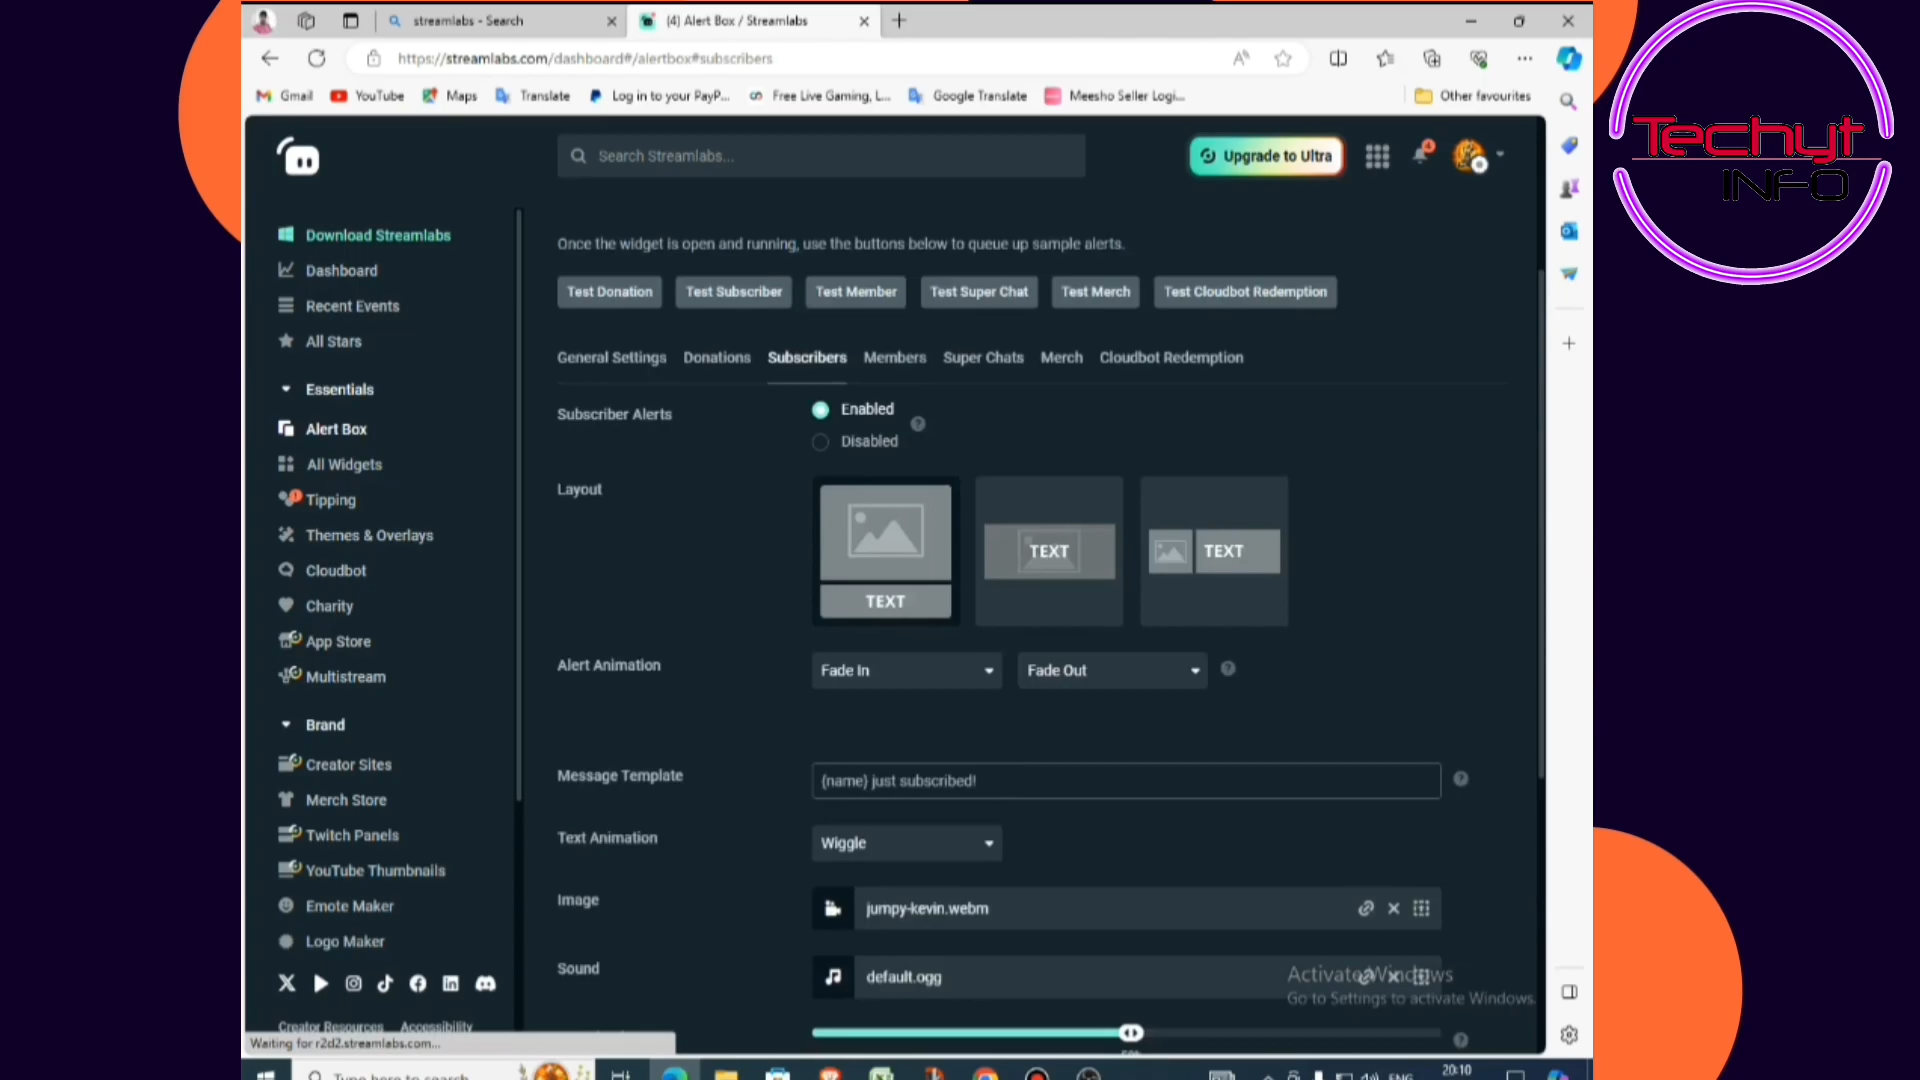 streamlabs - Search
(4) Alert Box / Streamlabs
https://streamlabs.com/dashboard#/alertbox#subscribers
Gmail
YouTube
Maps
Translate
Log in to your PayP...
Free Live Gaming, L...
Google Translate
Meesho Seller Logi...
Other favourites
Techyt
INFO
Search Streamlabs...
Upgrade to Ultra
Download Streamlabs
Dashboard
Recent Events
All Stars
Essentials
Alert Box
All Widgets
Tipping
Themes & Overlays
Cloudbot
Charity
App Store
Multistream
Brand
Creator Sites
Merch Store
Twitch Panels
YouTube Thumbnails
Emote Maker
Logo Maker
Creator Resources
Accessibility
Waiting for r2d2.streamlabs.com...
Once the widget is open and running, use the buttons below to queue up sample alerts.
Test Donation
Test Subscriber
Test Member
Test Super Chat
Test Merch
Test Cloudbot Redemption
General Settings
Donations
Subscribers
Members
Super Chats
Merch
Cloudbot Redemption
Subscriber Alerts
Enabled
Disabled
Layout
TEXT
TEXT
TEXT
Alert Animation
Fade In
Fade Out
Message Template
{name} just subscribed!
Text Animation
Wiggle
Image
jumpy-kevin.webm
Sound
default.ogg
Activate Windows
Go to Settings to activate Windows.
Type here to search
ENG
20:10